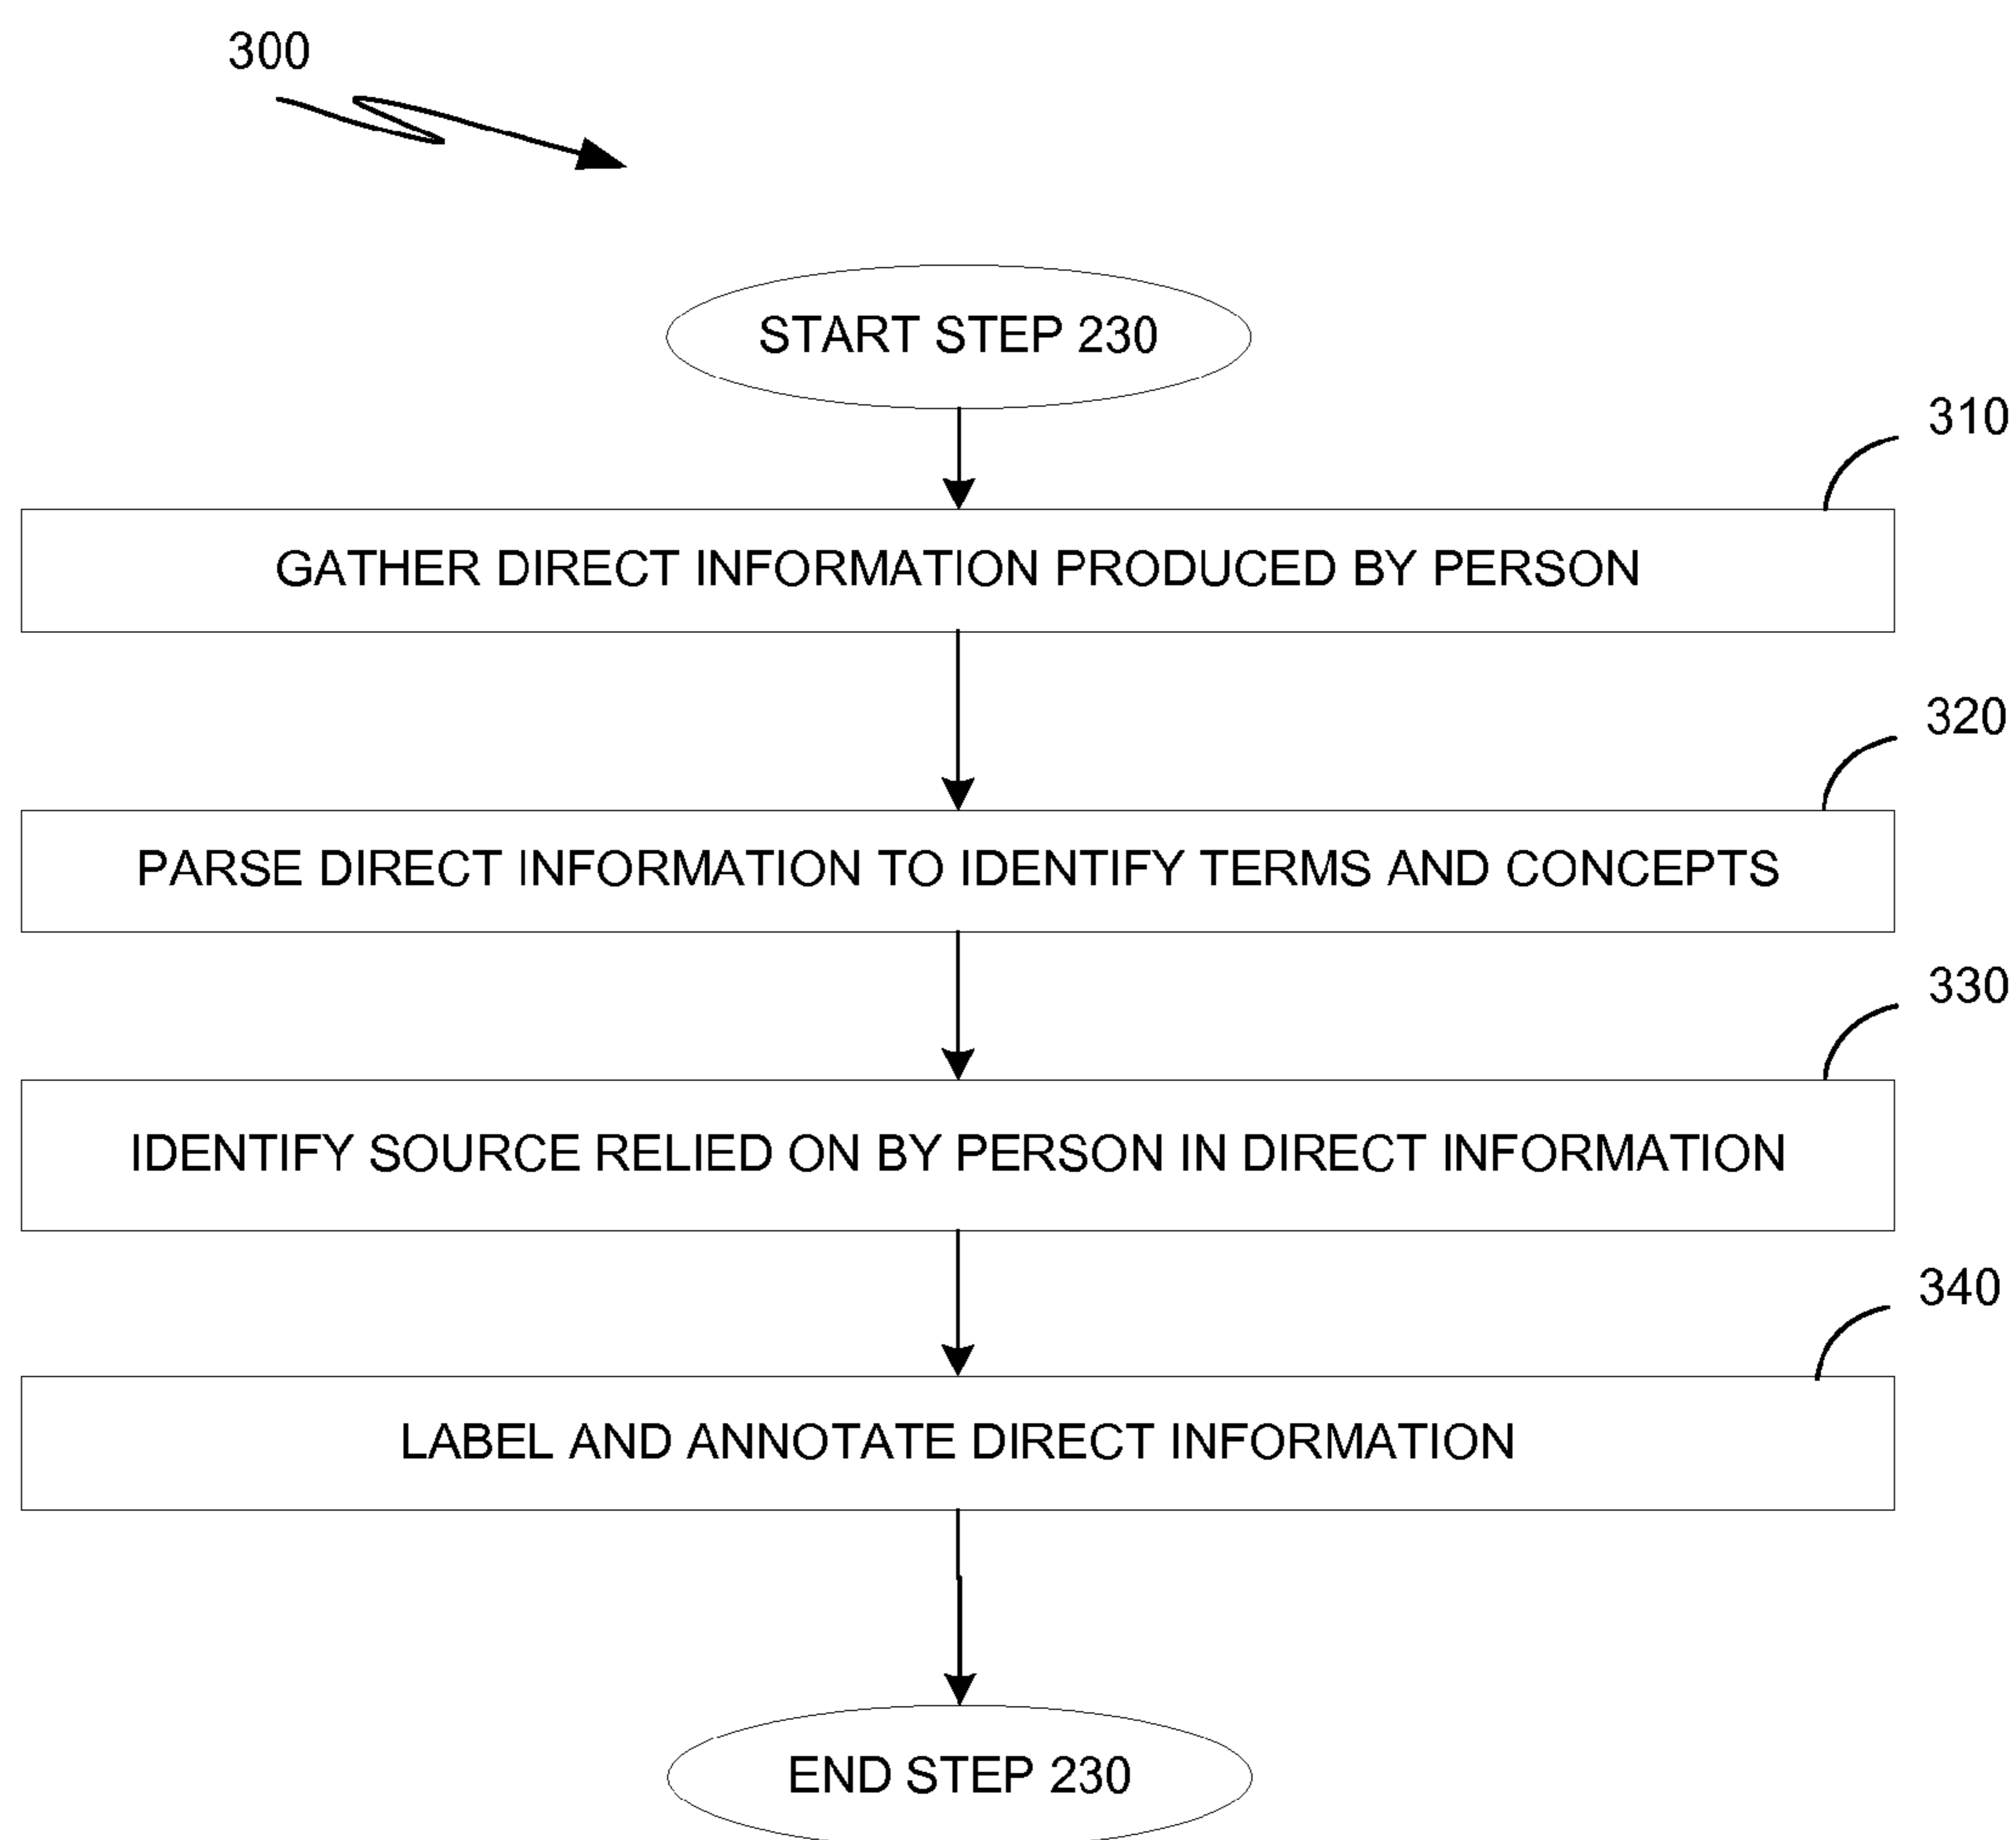 300
START STEP 230
310
GATHER DIRECT INFORMATION PRODUCED BY PERSON
320
PARSE DIRECT INFORMATION TO IDENTIFY TERMS AND CONCEPTS
330
IDENTIFY SOURCE RELIED ON BY PERSON IN DIRECT INFORMATION
340
LABEL AND ANNOTATE DIRECT INFORMATION
END STEP 230